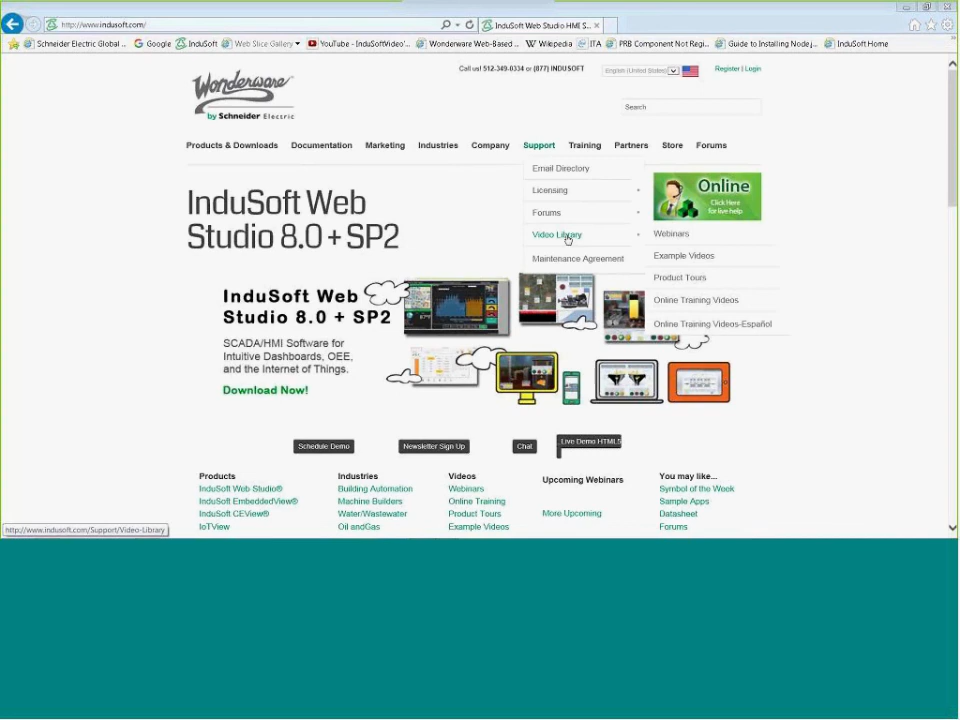 http://www.indusoft.com/
InduSoft Web Studio HMI S...
Schneider Electric Global ...
Google
InduSoft
Web Slice Gallery
YouTube - InduSoftVideo'...
Wonderware Web-Based ...
Wikipedia
ITA
PRB Component Not Regi...
Guide to Installing Node.j...
InduSoft Home
Wonderware
by Schneider Electric
Call us! 512-349-0334 or (877) INDUSOFT
English (United States)
Register | Login
Search
Products & Downloads Documentation Marketing Industries Company Support Training Partners Store Forums
Email Directory
Licensing
Forums
Video Library
Maintenance Agreement
Online
Click Here
for live help
Webinars
Example Videos
Product Tours
Online Training Videos
Online Training Videos-Español
InduSoft Web
Studio 8.0 + SP2
InduSoft Web
Studio 8.0 + SP2
SCADA/HMI Software for
Intuitive Dashboards, OEE,
and the Internet of Things.
Download Now!
Schedule Demo
Newsletter Sign Up
Chat
Live Demo HTML5
Products
InduSoft Web Studio®
InduSoft EmbeddedView®
InduSoft CEView®
IoTView
Industries
Building Automation
Machine Builders
Water/Wastewater
Oil andGas
Videos
Webinars
Online Training
Product Tours
Example Videos
Upcoming Webinars
More Upcoming
You may like...
Symbol of the Week
Sample Apps
Datasheet
Forums
http://www.indusoft.com/Support/Video-Library